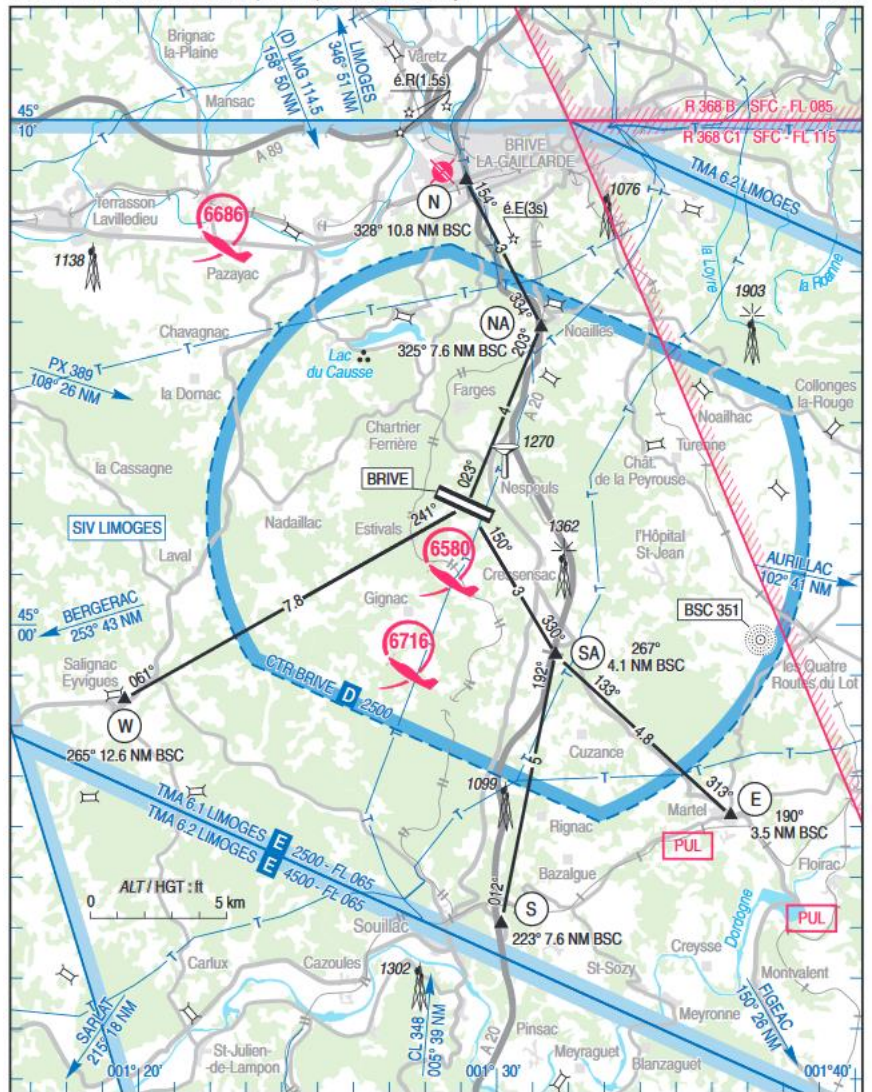 Brignac
la-Plaine
(D) LMG 114.5
158° 50 NM
LIMOGES
346° 51 NM
Varetz
é.R(1.5s)
Mansac
45°
10'
A 89
R 368 B - SFC - FL 085
R 368 C1 - SFC - FL 115
BRIVE
LA-GAILLARDE
TMA 6.2 LIMOGES
Terrasson
Lavilledieu
6686
N
154°
328° 10.8 NM BSC
é.E(3s)
1076
3
1138
Pazayac
la Loyre
la Roanne
1903
334°
NA
Noailles
325° 7.6 NM BSC
203°
Chavagnac
Lac
du Causse
PX 389
108° 26 NM
la Dornac
Farges
4
A 20
Collonges
la-Rouge
Noailhac
Turenne
Chartrier
Ferrière
1270
Chât.
de la Peyrouse
la Cassagne
BRIVE
023°
Nespouls
SIV LIMOGES
Nadaillac
Estivals
241°
150°
6580
1362
l'Hôpital
St-Jean
Laval
Cressensac
AURILLAC
102° 41 NM
7.8
3
BSC 351
45°
00'
BERGERAC
253° 43 NM
Gignac
6716
330°
SA
267°
4.1 NM BSC
Salignac
Eyvigues
061°
192°
133°
les Quatre
Routes du Lot
CTR BRIVE D 2500
W
265° 12.6 NM BSC
Cuzance
4.8
5
1099
313°
Martel
E
190°
3.5 NM BSC
TMA 6.1 LIMOGES E 2500 - FL 065
TMA 6.2 LIMOGES E 4500 - FL 065
Rignac
PUL
Floirac
ALT / HGT : ft
0 5 km
Bazalgue
012°
S
Dordogne
PUL
Souillac
223° 7.6 NM BSC
Creysse
Carlux
Cazoules
1302
St-Sozy
Montvalent
SARLAT
215° 18 NM
CL 348
005° 39 NM
Meyronne
FIGEAC
150° 26 NM
001° 20'
St-Julien
-de-Lampon
A 20
Pinsac
001° 30'
Meyraguet
Blanzaguet
001° 40'